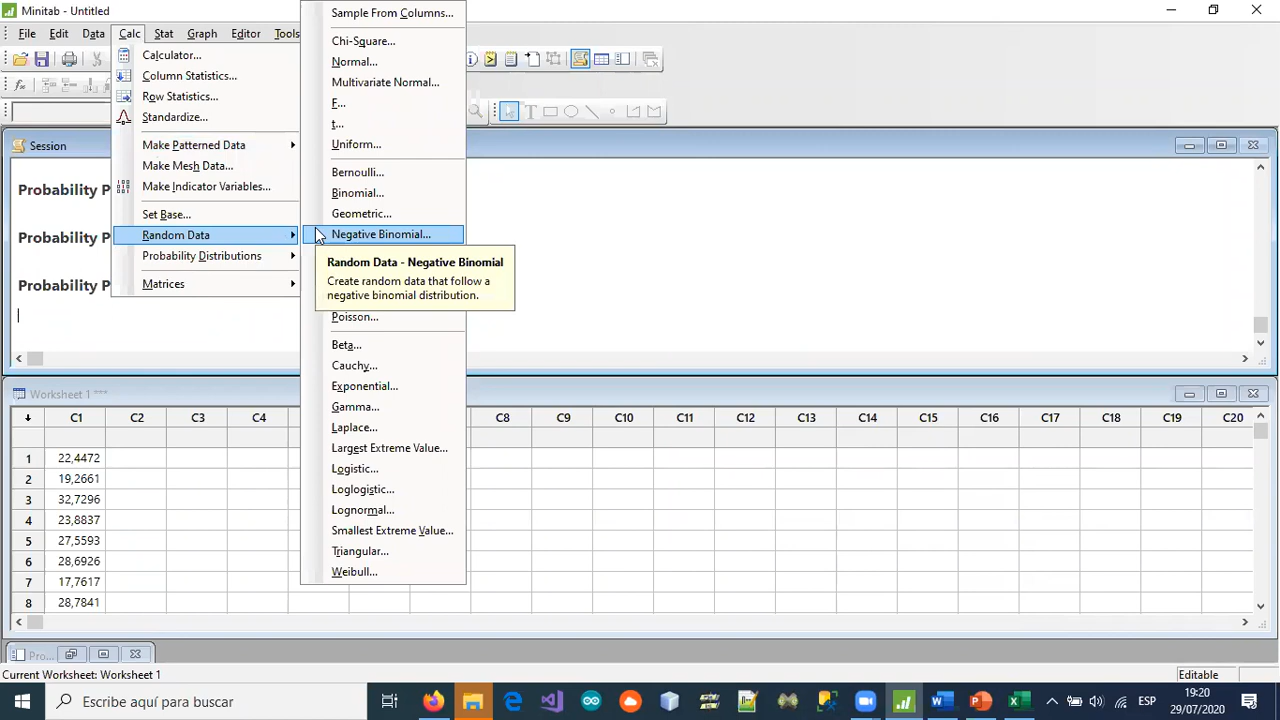 Minitab - Untitled
File Edit Data Calc Stat Graph Editor Tools
Calculator...
Column Statistics...
Row Statistics...
Standardize...
Make Patterned Data
Make Mesh Data...
Make Indicator Variables...
Set Base...
Random Data
Probability Distributions
Matrices
Sample From Columns...
Chi-Square...
Normal...
Multivariate Normal...
F...
t...
Uniform...
Bernoulli...
Binomial...
Geometric...
Negative Binomial...
Random Data - Negative Binomial
Create random data that follow a
negative binomial distribution.
Poisson...
Beta...
Cauchy...
Exponential...
Gamma...
Laplace...
Largest Extreme Value...
Logistic...
Loglogistic...
Lognormal...
Smallest Extreme Value...
Triangular...
Weibull...
Session
Probability P
Probability P
Probability P
Worksheet 1 ***
C1 C2 C3 C4 C8 C9 C10 C11 C12 C13 C14 C15 C16 C17 C18 C19 C20
1 22,4472
2 19,2661
3 32,7296
4 23,8837
5 27,5593
6 28,6926
7 17,7617
8 28,7841
Pro...
Current Worksheet: Worksheet 1
Editable
Escribe aquí para buscar
ESP
19:20
29/07/2020